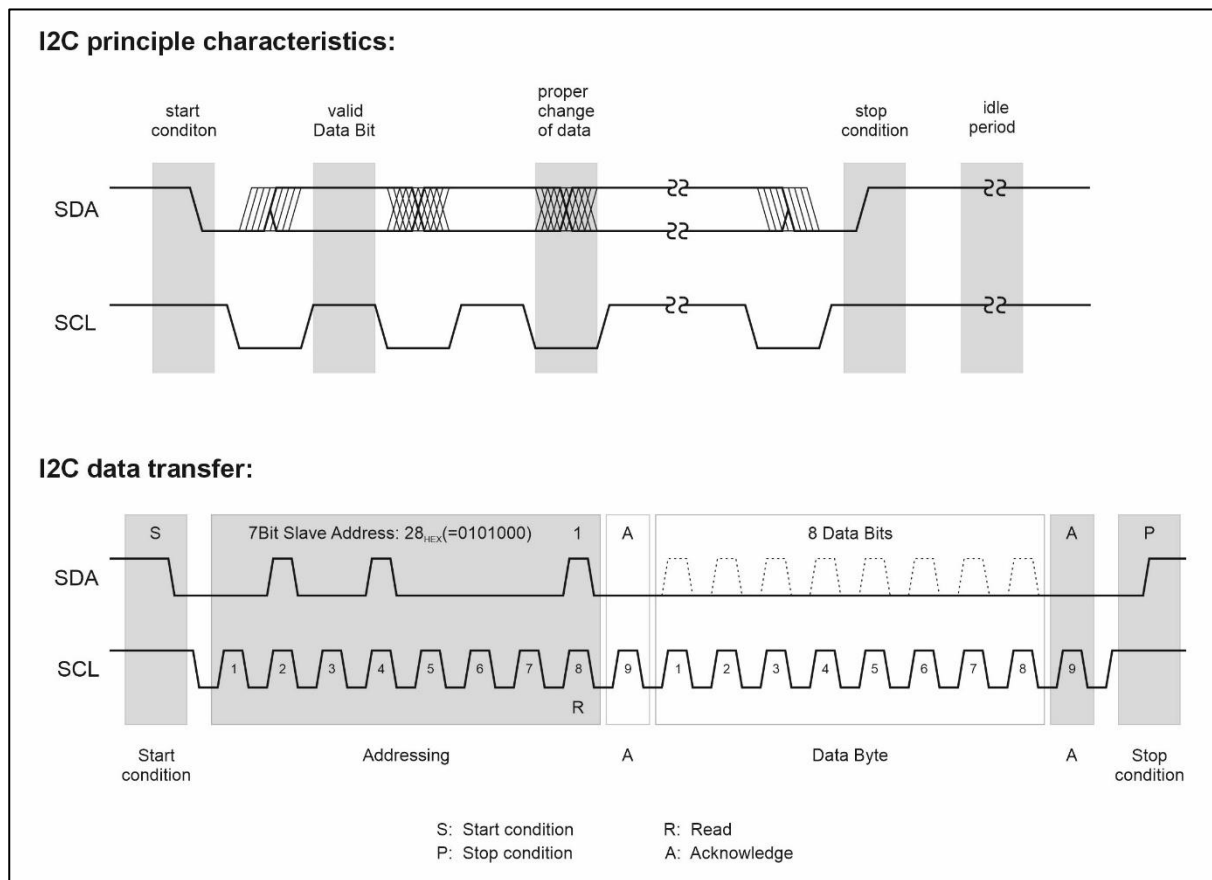 I2C principle characteristics:
start
conditon
valid
Data Bit
proper
change
of data
stop
condition
idle
period
SDA
SCL
I2C data transfer:
S
7Bit Slave Address: 28HEX(=0101000)
1
A
8 Data Bits
A
P
SDA
SCL
1
2
3
4
5
6
7
8
9
1
2
3
4
5
6
7
8
9
R
Start
condition
Addressing
A
Data Byte
A
Stop
condition
S: Start condition
R: Read
P: Stop condition
A: Acknowledge